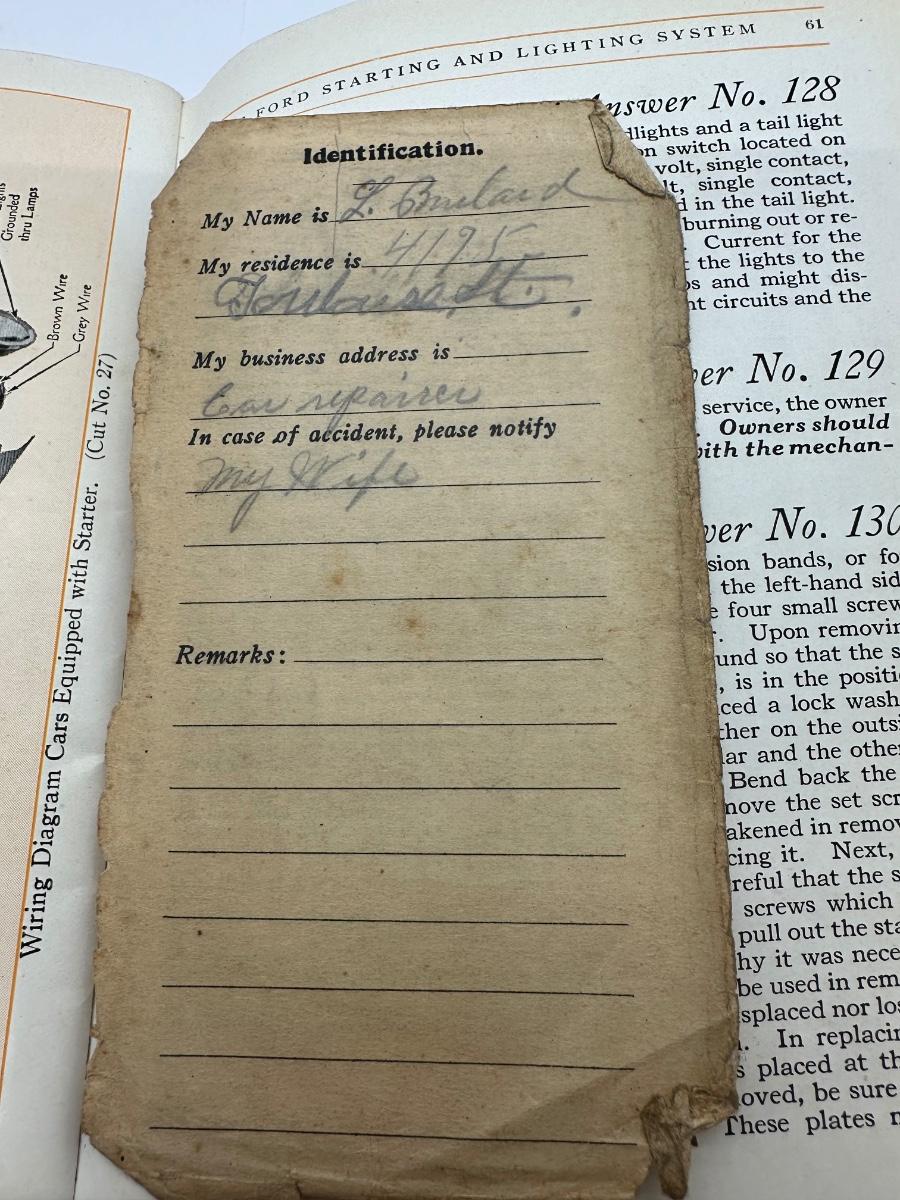 FORD STARTING AND LIGHTING SYSTEM 61
Grounded
thru Lamps
Brown Wire
Grey Wire
Wiring Diagram Cars Equipped with Starter. (Cut No. 27)
Identification.
My Name is L.
My residence is 4195
Toulouse St.
My business address is
Car repairer
In case of accident, please notify
My Wife
Remarks:
Answer No. 128
dlights and a tail light
on switch located on
volt, single contact,
lt, single contact,
d in the tail light.
burning out or re-
. Current for the
t the lights to the
os and might dis-
nt circuits and the
er No. 129
service, the owner
. Owners should
with the mechan-
wer No. 130
sion bands, or fo
the left-hand sid
e four small screw
r. Upon removin
und so that the s
, is in the positi
ced a lock wash
ther on the outsi
lar and the other
Bend back the
move the set scr
akened in remov
cing it. Next,
reful that the s
screws which
pull out the sta
hy it was nece
be used in rem
splaced nor los
. In replacin
s placed at th
oved, be sure
These plates n